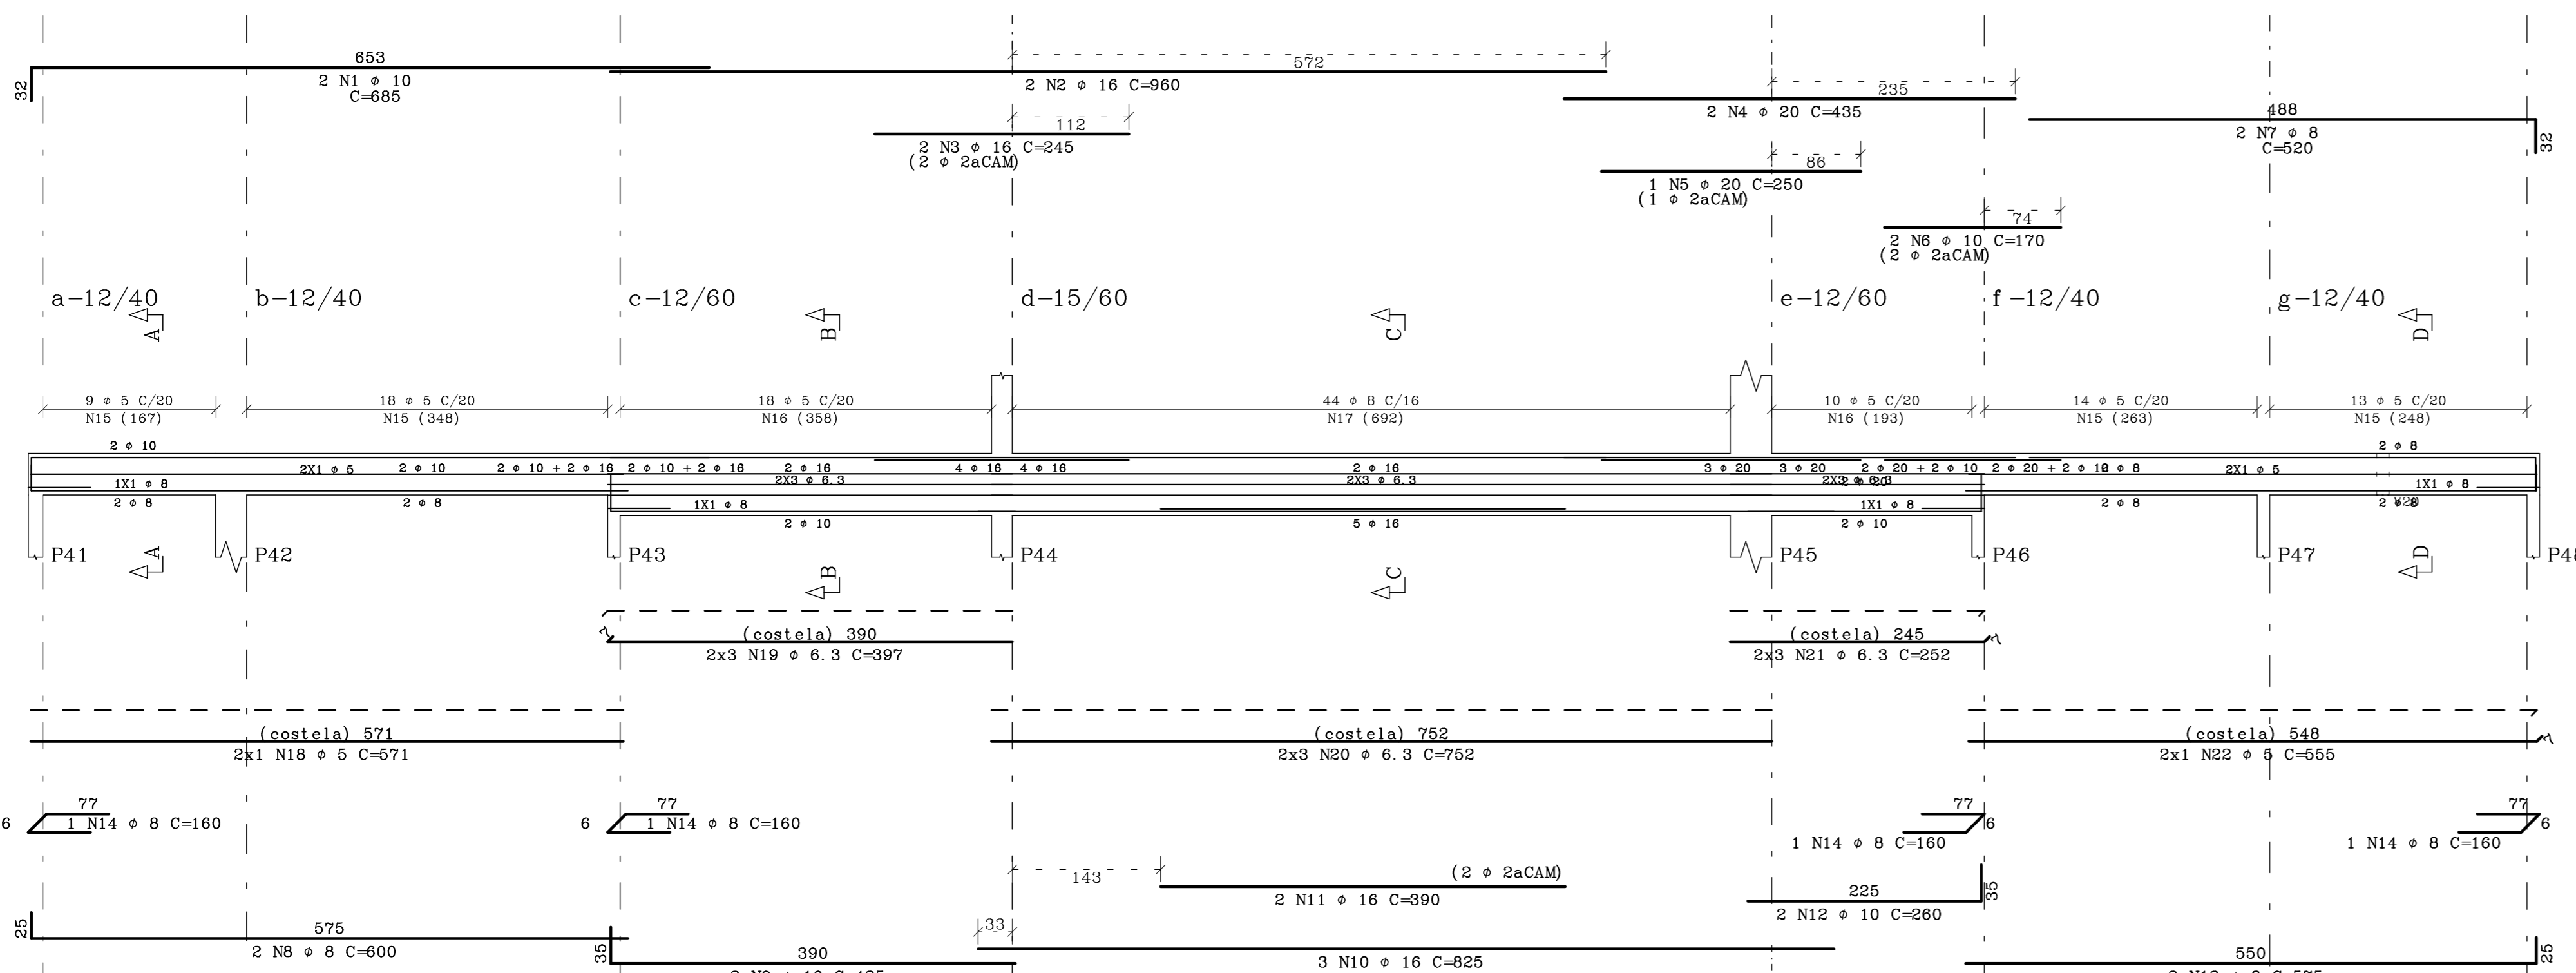 653
572
32
2 N1 φ 10
C=685
2 N2 φ 16 C=960
235
2 N4 φ 20 C=435
112
2 N3 φ 16 C=245
(2 φ 2aCAM)
488
2 N7 φ 8
C=520
32
86
1 N5 φ 20 C=250
(1 φ 2aCAM)
74
2 N6 φ 10 C=170
(2 φ 2aCAM)
a-12/40
b-12/40
c-12/60
d-15/60
e-12/60
f-12/40
g-12/40
A
B
C
D
9 φ 5 C/20
18 φ 5 C/20
18 φ 5 C/20
44 φ 8 C/16
10 φ 5 C/20
14 φ 5 C/20
13 φ 5 C/20
N15 (167)
N15 (348)
N16 (358)
N17 (692)
N16 (193)
N15 (263)
N15 (248)
2 φ 10
2 φ 8
2X1 φ 5
2 φ 10
2 φ 10 + 2 φ 16
2 φ 10 + 2 φ 16
2 φ 16
4 φ 16
4 φ 16
2 φ 16
3 φ 20
3 φ 20
2 φ 20 + 2 φ 10
2 φ 20 + 2 φ 10
2 φ 8
2X1 φ 5
1X1 φ 8
2X3 φ 6.3
2X3 φ 6.3
2X3 φ 6.3
1X1 φ 8
2 φ 8
2 φ 8
1X1 φ 8
1X1 φ 8
2 φ 8
2 φ 8
V20
2 φ 10
5 φ 16
2 φ 10
P41
P42
P43
P44
P45
P46
P47
A
B
C
D
(costela) 390
2x3 N19 φ 6.3 C=397
(costela) 245
2x3 N21 φ 6.3 C=252
(costela) 571
2x1 N18 φ 5 C=571
(costela) 752
2x3 N20 φ 6.3 C=752
(costela) 548
2x1 N22 φ 5 C=555
77
6
1 N14 φ 8 C=160
77
6
1 N14 φ 8 C=160
77
6
1 N14 φ 8 C=160
77
6
1 N14 φ 8 C=160
143
(2 φ 2aCAM)
2 N11 φ 16 C=390
225
35
2 N12 φ 10 C=260
25
575
2 N8 φ 8 C=600
35
390
33
3 N10 φ 16 C=825
550
25